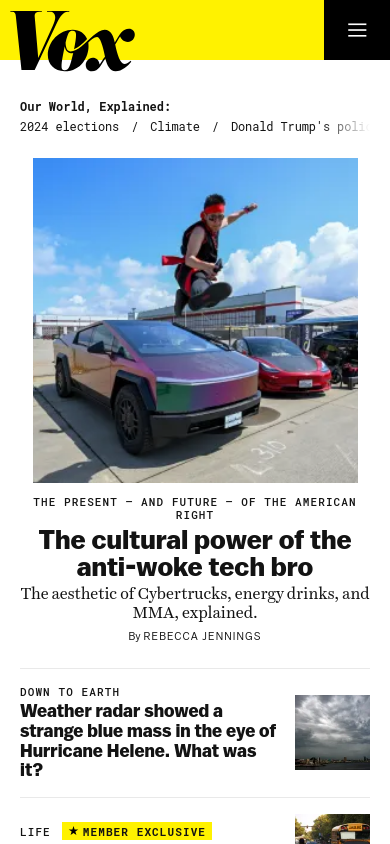 Vox
Our World, Explained:
2024 elections / Climate / Donald Trump's
THE PRESENT — AND FUTURE — OF THE AMERICAN
RIGHT
The cultural power of the
anti-woke tech bro
The aesthetic of Cybertrucks, energy drinks, and
MMA, explained.
By REBECCA JENNINGS
DOWN TO EARTH
Weather radar showed a
strange blue mass in the eye of
Hurricane Helene. What was
it?
LIFE ★ MEMBER EXCLUSIVE